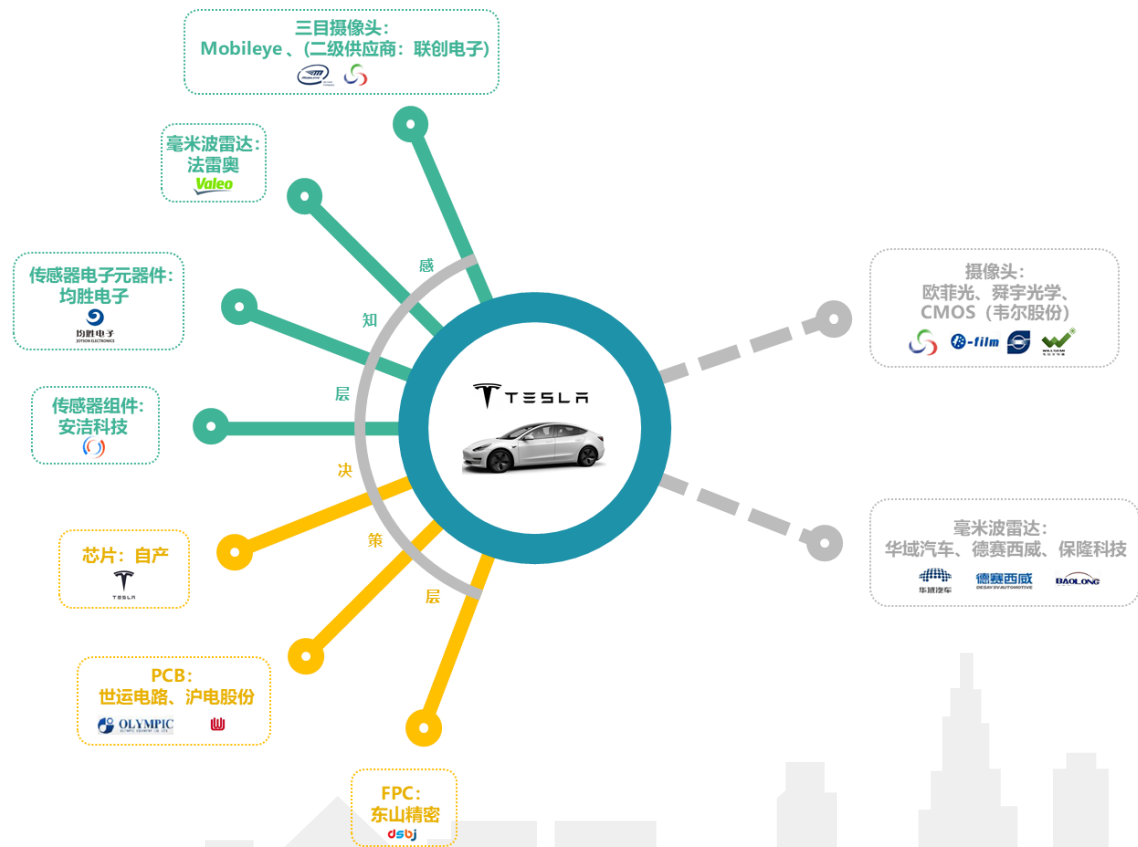 三目摄像头:
Mobileye 、(二级供应商：联创电子)
毫米波雷达:
法雷奥
Valeo
传感器电子元器件:
均胜电子
均胜电子
JOYSON ELECTRONICS
传感器组件:
安洁科技
感
知
层
决
策
层
TESLA
摄像头:
欧菲光、舜宇光学、
CMOS（韦尔股份）
-film
毫米波雷达:
华域汽车、德赛西威、保隆科技
华域汽车
德赛西威
DESAY SV AUTOMOTIVE
BAOLONG
芯片：自产
TESLA
PCB:
世运电路、沪电股份
OLYMPIC
FPC:
东山精密
dsbj